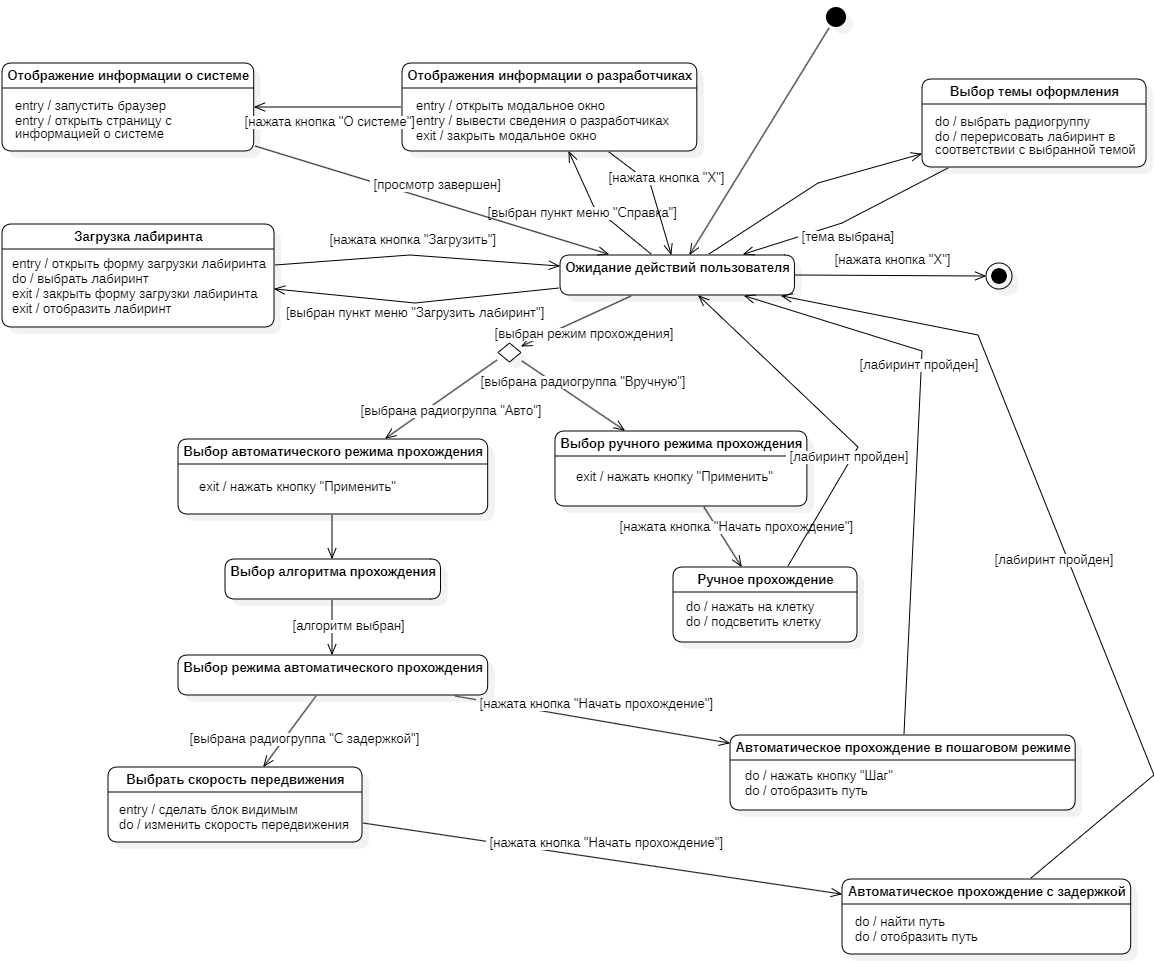 Отображение информации о системе
entry / запустить браузер
entry / открыть страницу с
информацией о системе
[нажата кнопка "О системе"]
Отображения информации о разработчиках
entry / открыть модальное окно
entry / вывести сведения о разработчиках
exit / закрыть модальное окно
Выбор темы оформления
do / выбрать радиогруппу
do / перерисовать лабиринт в
соответствии с выбранной темой
[просмотр завершен]
[нажата кнопка "X"]
[выбран пункт меню "Справка"]
[тема выбрана]
[нажата кнопка "X"]
Загрузка лабиринта
entry / открыть форму загрузки лабиринта
do / выбрать лабиринт
exit / закрыть форму загрузки лабиринта
exit / отобразить лабиринт
[нажата кнопка "Загрузить"]
[выбран пункт меню "Загрузить лабиринт"]
Ожидание действий пользователя
[выбран режим прохождения]
[выбрана радиогруппа "Вручную"]
[выбрана радиогруппа "Авто"]
[лабиринт пройден]
Выбор автоматического режима прохождения
exit / нажать кнопку "Применить"
Выбор ручного режима прохождения
exit / нажать кнопку "Применить"
[лабиринт пройден]
[нажата кнопка "Начать прохождение"]
[лабиринт пройден]
Выбор алгоритма прохождения
Ручное прохождение
do / нажать на клетку
do / подсветить клетку
[алгоритм выбран]
Выбор режима автоматического прохождения
[нажата кнопка "Начать прохождение"]
[выбрана радиогруппа "С задержкой"]
Автоматическое прохождение в пошаговом режиме
do / нажать кнопку "Шаг"
do / отобразить путь
Выбрать скорость передвижения
entry / сделать блок видимым
do / изменить скорость передвижения
[нажата кнопка "Начать прохождение"]
Автоматическое прохождение с задержкой
do / найти путь
do / отобразить путь